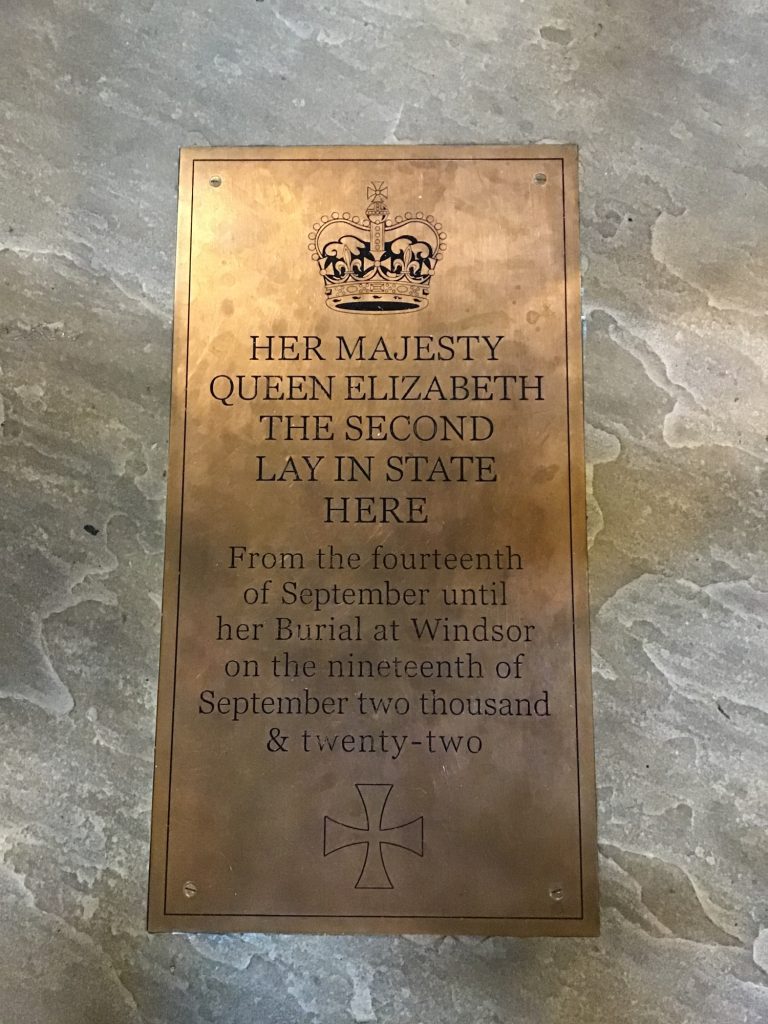 HER MAJESTY
QUEEN ELIZABETH
THE SECOND
LAY IN STATE
HERE
From the fourteenth
of September until
her Burial at Windsor
on the nineteenth of
September two thousand
& twenty-two